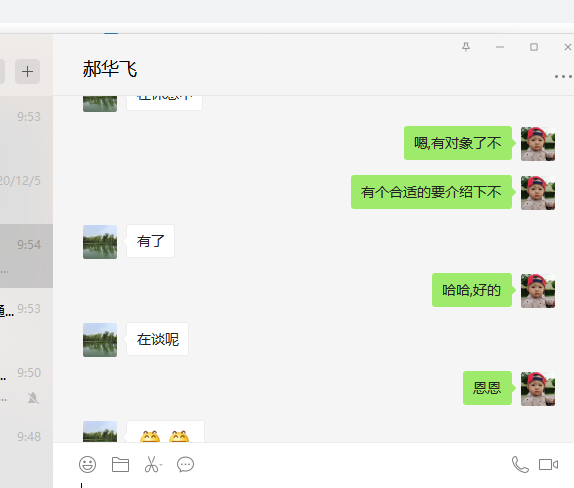 郝华飞
9:53
嗯,有对象了不
有个合适的要介绍下不
20/12/5
有了
9:54
...
哈哈,好的
通... 9:53
在谈呢
9:50
恩恩
...
9:48